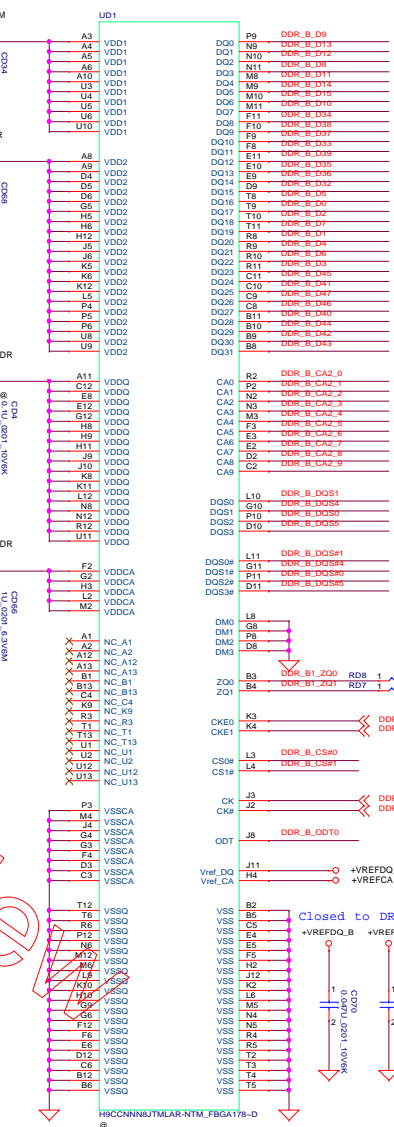 UD1
A3 VDD1 DQ0 P9 DDR_B_D9
A4 VDD1 DQ1 N9 DDR_B_D13
A5 VDD1 DQ2 N10 DDR_B_D12
A6 VDD1 DQ3 N11 DDR_B_D8
A10 VDD1 DQ4 M8 DDR_B_D11
U3 VDD1 DQ5 M9 DDR_B_D14
U4 VDD1 DQ6 M10 DDR_B_D15
U5 VDD1 DQ7 M11 DDR_B_D10
U6 VDD1 DQ8 F11 DDR_B_D34
U10 VDD1 DQ9 F10 DDR_B_D38
DQ10 F9 DDR_B_D37
DQ11 F8 DDR_B_D33
A8 VDD2 DQ12 E11 DDR_B_D39
A9 VDD2 DQ13 E10 DDR_B_D35
D4 VDD2 DQ14 E9 DDR_B_D36
D5 VDD2 DQ15 D9 DDR_B_D32
D6 VDD2 DQ16 T8 DDR_B_D5
G5 VDD2 DQ17 T9 DDR_B_D0
H5 VDD2 DQ18 T10 DDR_B_D2
H6 VDD2 DQ19 T11 DDR_B_D7
H12 VDD2 DQ20 R8 DDR_B_D1
J5 VDD2 DQ21 R9 DDR_B_D4
J6 VDD2 DQ22 R10 DDR_B_D6
K5 VDD2 DQ23 R11 DDR_B_D3
K6 VDD2 DQ24 C11 DDR_B_D45
K12 VDD2 DQ25 C10 DDR_B_D41
L5 VDD2 DQ26 C9 DDR_B_D47
P4 VDD2 DQ27 C8 DDR_B_D46
P5 VDD2 DQ28 B11 DDR_B_D40
P6 VDD2 DQ29 B10 DDR_B_D44
U8 VDD2 DQ30 B9 DDR_B_D42
U9 VDD2 DQ31 B8 DDR_B_D43
A11 VDDQ CA0 R2 DDR_B_CA2_0
C12 VDDQ CA1 P2 DDR_B_CA2_1
E8 VDDQ CA2 N2 DDR_B_CA2_2
E12 VDDQ CA3 N3 DDR_B_CA2_3
G12 VDDQ CA4 M3 DDR_B_CA2_4
H8 VDDQ CA5 F3 DDR_B_CA2_5
H9 VDDQ CA6 E3 DDR_B_CA2_6
H11 VDDQ CA7 E2 DDR_B_CA2_7
J9 VDDQ CA8 D2 DDR_B_CA2_8
J10 VDDQ CA9 C2 DDR_B_CA2_9
K8 VDDQ
K11 VDDQ
L12 VDDQ DQS0 L10 DDR_B_DQS1
N8 VDDQ DQS1 G10 DDR_B_DQS4
N12 VDDQ DQS2 P10 DDR_B_DQS0
R12 VDDQ DQS3 D10 DDR_B_DQS5
U11 VDDQ
DQS0# L11 DDR_B_DQS#1
F2 VDDCA DQS1# G11 DDR_B_DQS#4
G2 VDDCA DQS2# P11 DDR_B_DQS#0
H3 VDDCA DQS3# D11 DDR_B_DQS#5
L2 VDDCA
M2 VDDCA
DM0 L8
DM1 G8
A1 NC_A1 DM2 P8
A2 NC_A2 DM3 D8
A12 NC_A12
A13 NC_A13
B1 NC_B1 ZQ0 B3 DDR_B1_ZQ0 RD8 1
B13 NC_B13 ZQ1 B4 DDR_B1_ZQ1 RD7 1
C4 NC_C4
K9 NC_K9
R3 NC_R3 CKE0 K3 DDR
T1 NC_T1 CKE1 K4 DDR
T13 NC_T13
U1 NC_U1
U2 NC_U2 CS0# L3 DDR_B_CS#0
U12 NC_U12 CS1# L4 DDR_B_CS#1
U13 NC_U13
CK J3 DDR
P3 VSSCA CK# J2 DDR
M4 VSSCA
J4 VSSCA
G4 VSSCA ODT J8 DDR_B_ODT0
G3 VSSCA
F4 VSSCA
D3 VSSCA Vref_DQ J11 +VREFDQ
C3 VSSCA Vref_CA H4 +VREFCA
T12 VSSQ VSS B2
T6 VSSQ VSS B5
R6 VSSQ VSS C5
P12 VSSQ VSS E4
N6 VSSQ VSS E5
M12 VSSQ VSS F5
M6 VSSQ VSS H2
L9 VSSQ VSS J12
K10 VSSQ VSS K2
H10 VSSQ VSS L6
G9 VSSQ VSS M5
G6 VSSQ VSS N4
F12 VSSQ VSS N5
F6 VSSQ VSS R4
E6 VSSQ VSS R5
D12 VSSQ VSS T2
C6 VSSQ VSS T3
B12 VSSQ VSS T4
B6 VSSQ VSS T5
H9CCNNN8JTMLAR-NTM_FBGA178~D
@
Closed to DR
+VREFDQ_B +VREF
1
CD70
0.047U_0201_10V6K
2
CD34
CD68
CD4
@
0.1U_0201_10V6K
CD66
1U_0201_6.3V6M
DR
DR